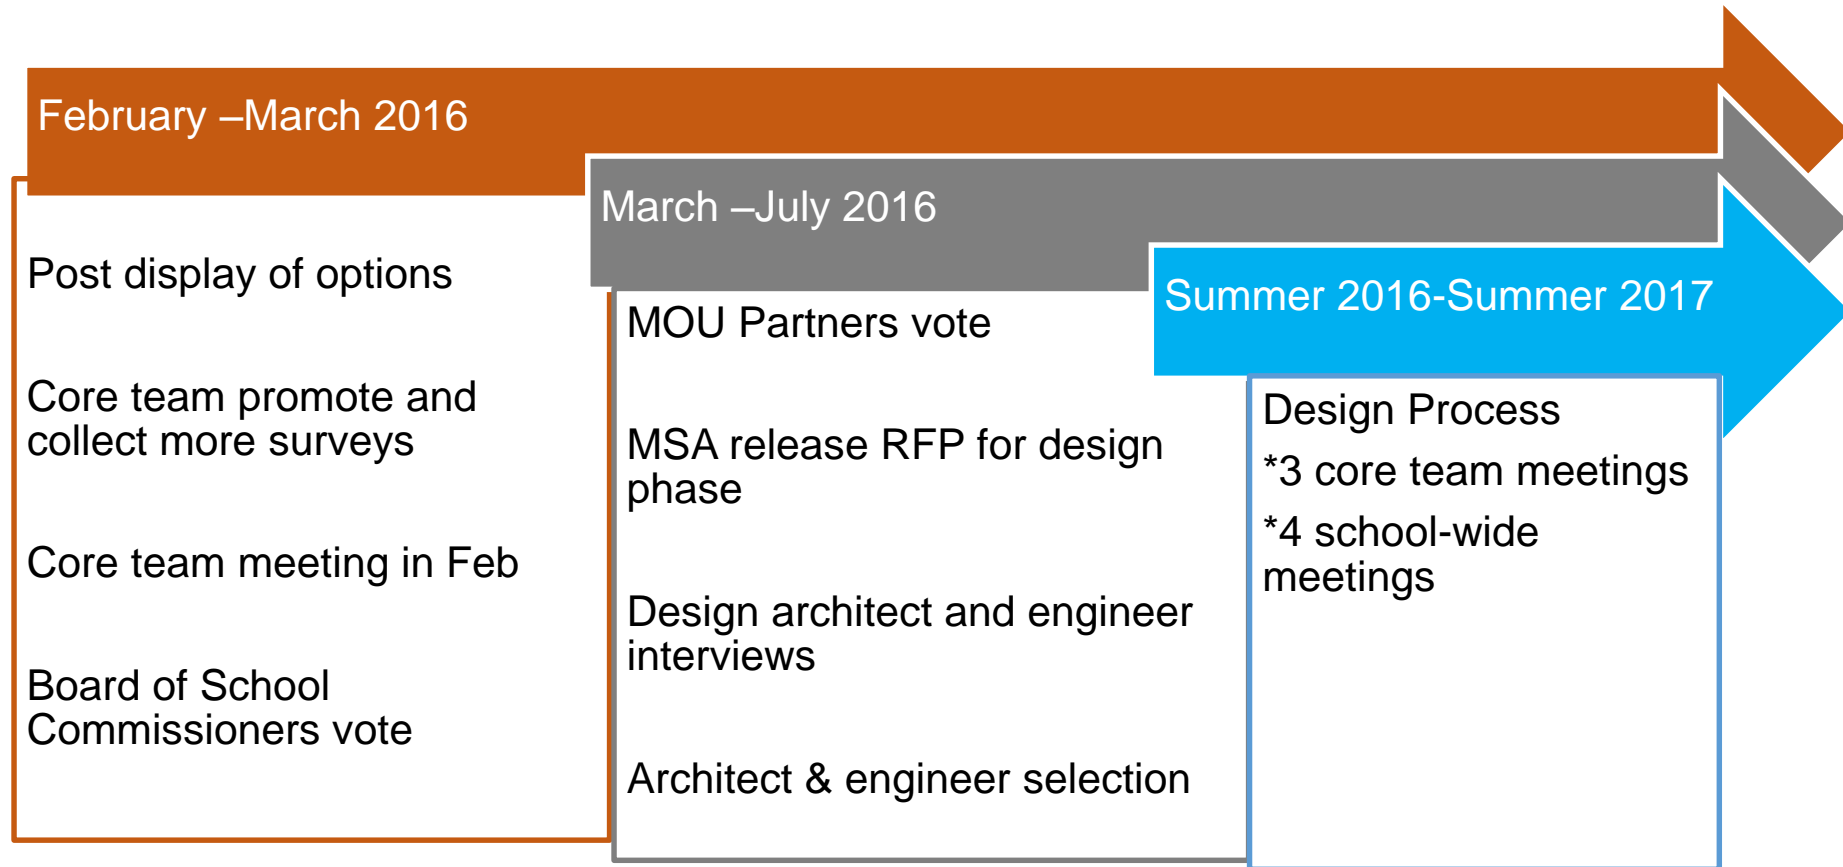 February –March 2016
Post display of options
Core team promote and
collect more surveys
Core team meeting in Feb
Board of School
Commissioners vote
March –July 2016
MOU Partners vote
MSA release RFP for design
phase
Design architect and engineer
interviews
Architect & engineer selection
Summer 2016-Summer 2017
Design Process
*3 core team meetings
*4 school-wide
meetings